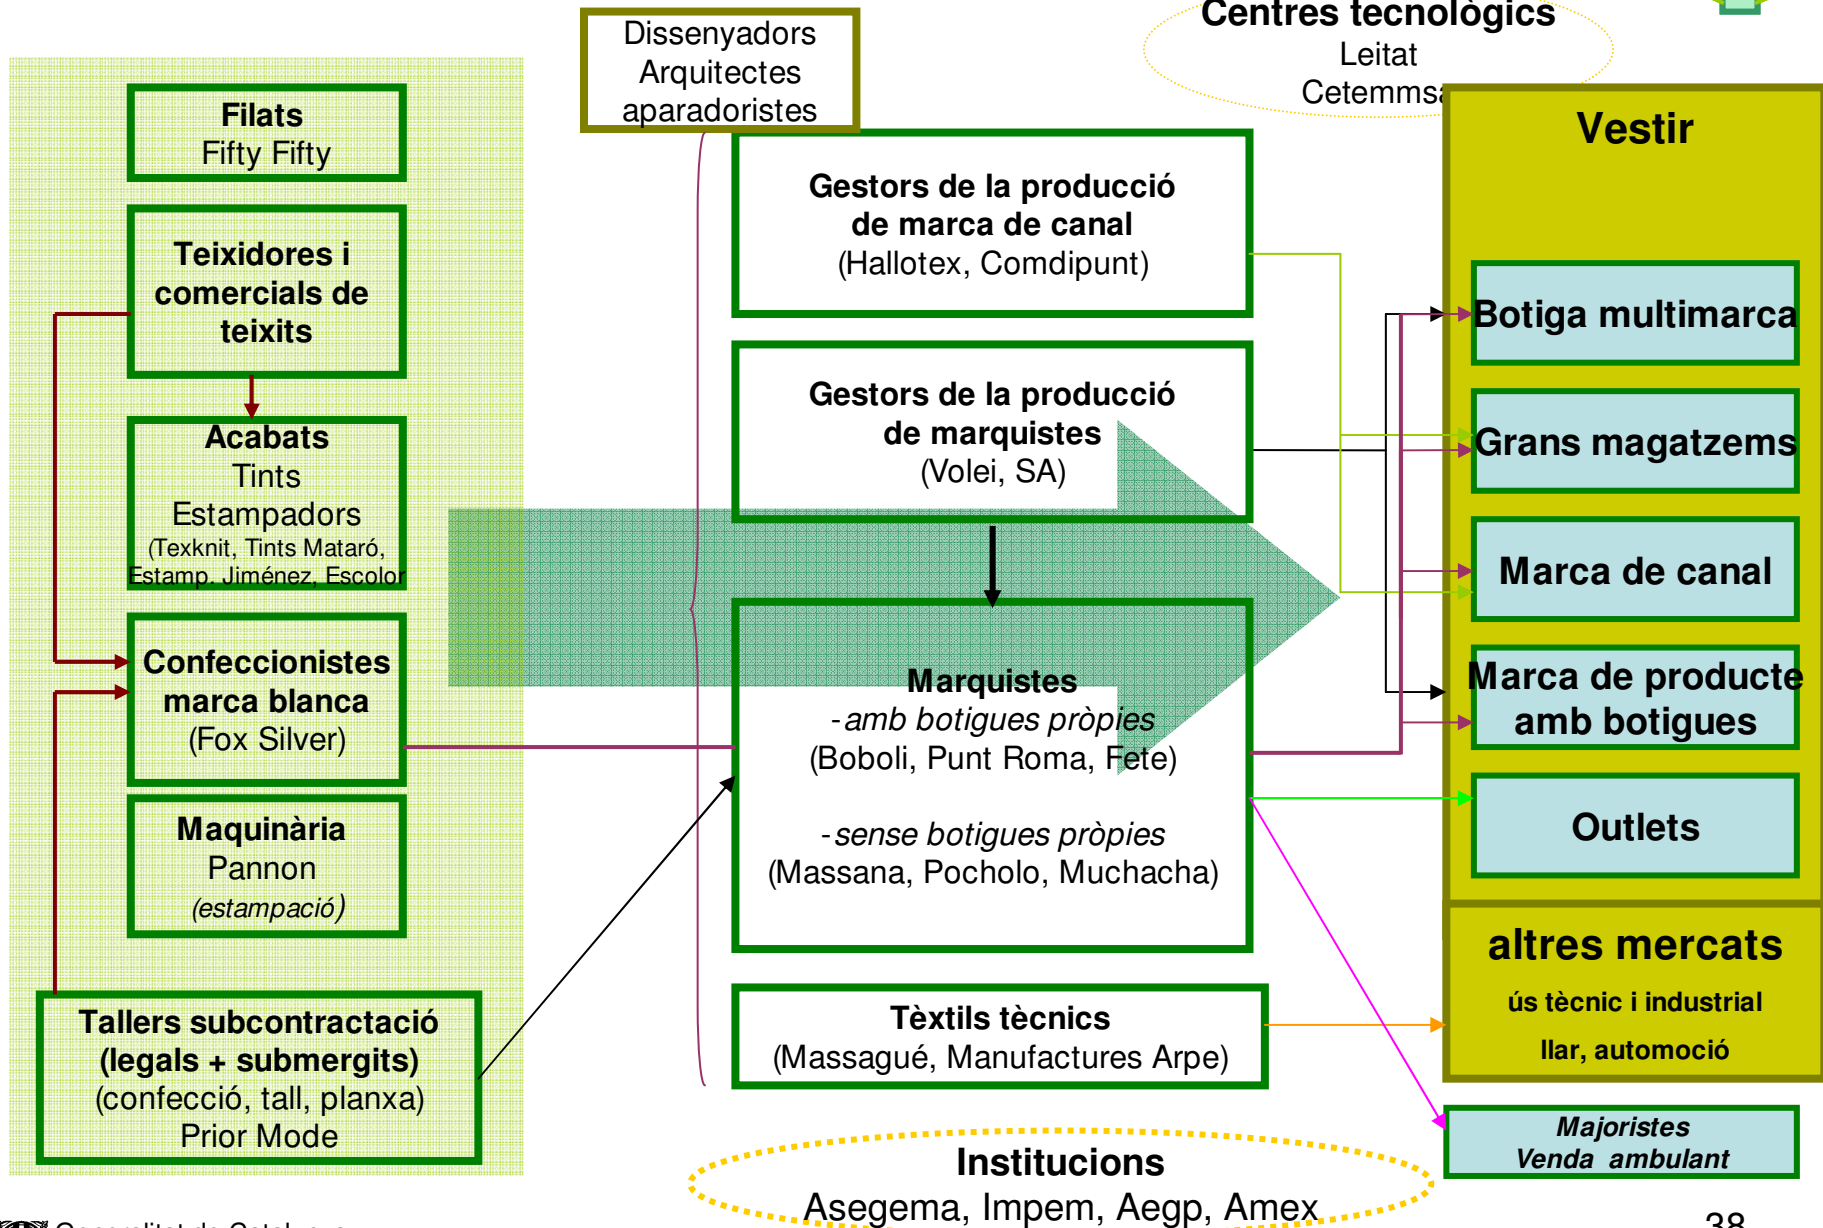 Dissenyadors
Arquitectes
aparadoristes
Centres tecnològics
Leitat
Cetemmsa
Filats
Fifty Fifty
Teixidores i
comercials de
teixits
Acabats
Tints
Estampadors
(Texknit, Tints Mataró,
Estamp. Jiménez, Escolor
Confeccionistes
marca blanca
(Fox Silver)
Maquinària
Pannon
(estampació)
Tallers subcontractació
(legals + submergits)
(confecció, tall, planxa)
Prior Mode
Gestors de la producció
de marca de canal
(Hallotex, Comdipunt)
Gestors de la producció
de marquistes
(Volei, SA)
Marquistes
-amb botigues pròpies
(Boboli, Punt Roma, Fete)
-sense botigues pròpies
(Massana, Pocholo, Muchacha)
Tèxtils tècnics
(Massagué, Manufactures Arpe)
Institucions
Asegema, Impem, Aegp, Amex
Vestir
Botiga multimarca
Grans magatzems
Marca de canal
Marca de producte
amb botigues
Outlets
altres mercats
ús tècnic i industrial
llar, automoció
Majoristes
Venda ambulant
Generalitat de Catalunya
38